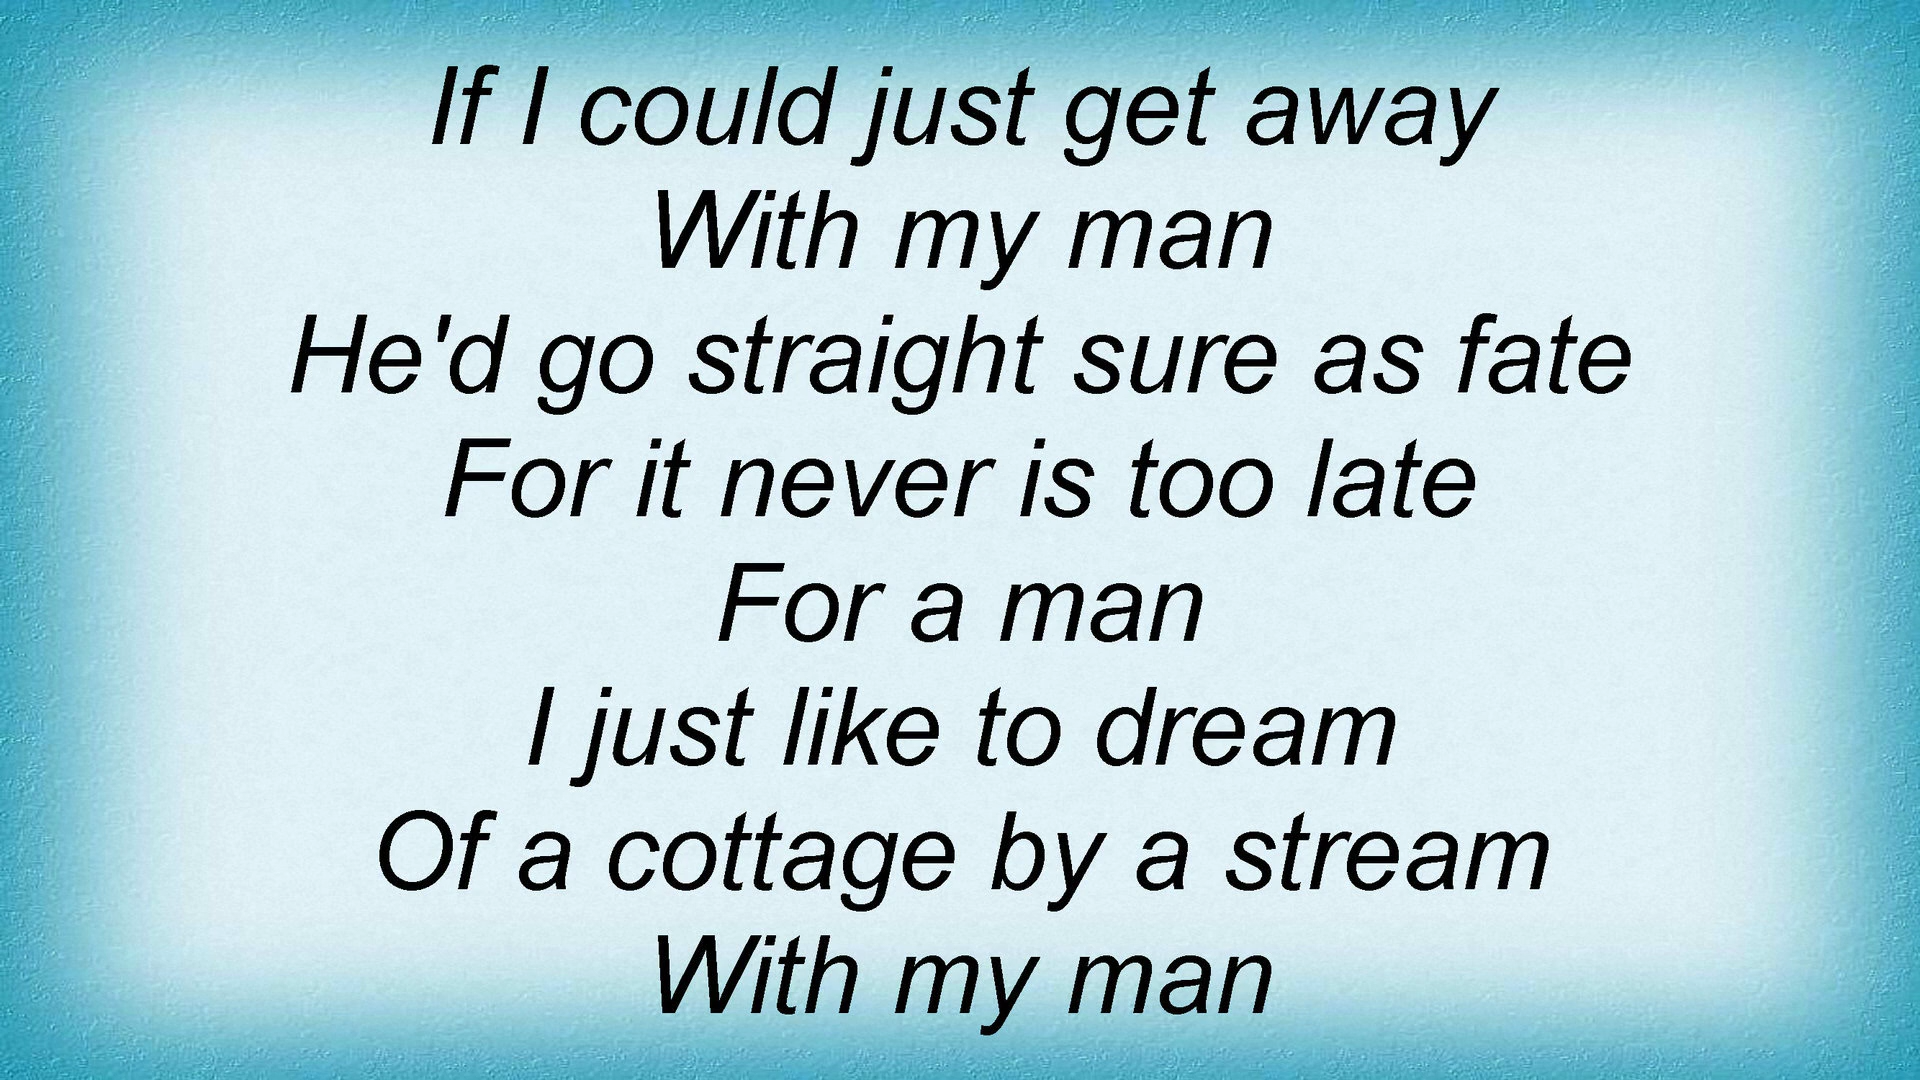 If I could just get away
With my man
He'd go straight sure as fate
For it never is too late
For a man
I just like to dream
Of a cottage by a stream
With my man